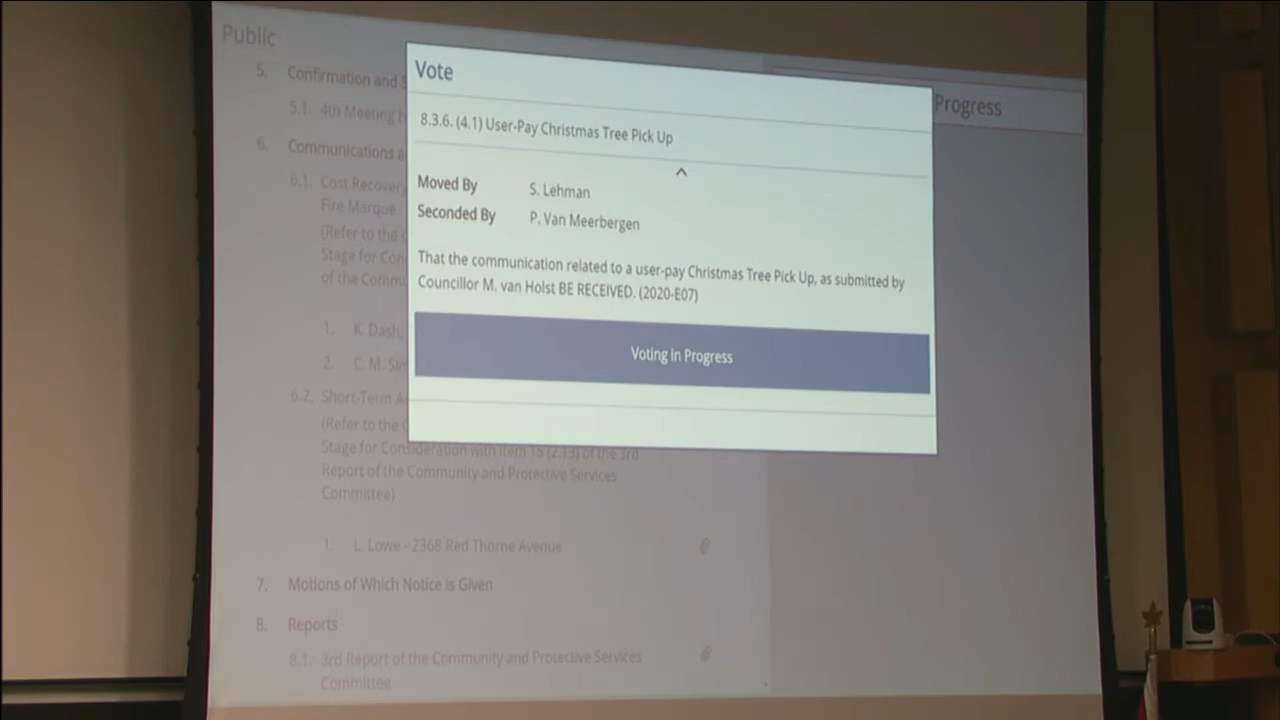 Public
5. Confirmation and S
5.1. 4th Meeting
6. Communications a
6.1. Cost Recovery
Fire Marque
(Refer to the
Stage for Con
of the Commu
1. K. Dash,
2. C. M.
6.2. Short-Term A
(Refer to the
Stage for Consideration with Item 15 (2.13) of the 3rd
Report of the Community and Protective Services
Committee)
1. L. Lowe - 2368 Red Thorne Avenue
7. Motions of Which Notice is Given
8. Reports
8.1. 3rd Report of the Community and Protective Services
Committee
Vote
8.3.6. (4.1) User-Pay Christmas Tree Pick Up
Moved By S. Lehman
Seconded By P. Van Meerbergen
That the communication related to a user-pay Christmas Tree Pick Up, as submitted by
Councillor M. van Holst BE RECEIVED. (2020-E07)
Voting in Progress
Progress